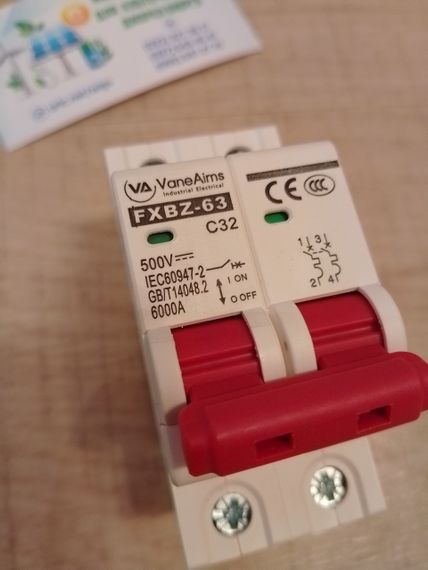 VA VaneAims
Industrial Electrical
FXBZ-63
C32
500V⎓
IEC60947-2
GB/T14048.2
6000A
I ON
O OFF
CE CCC
1 3
2 4